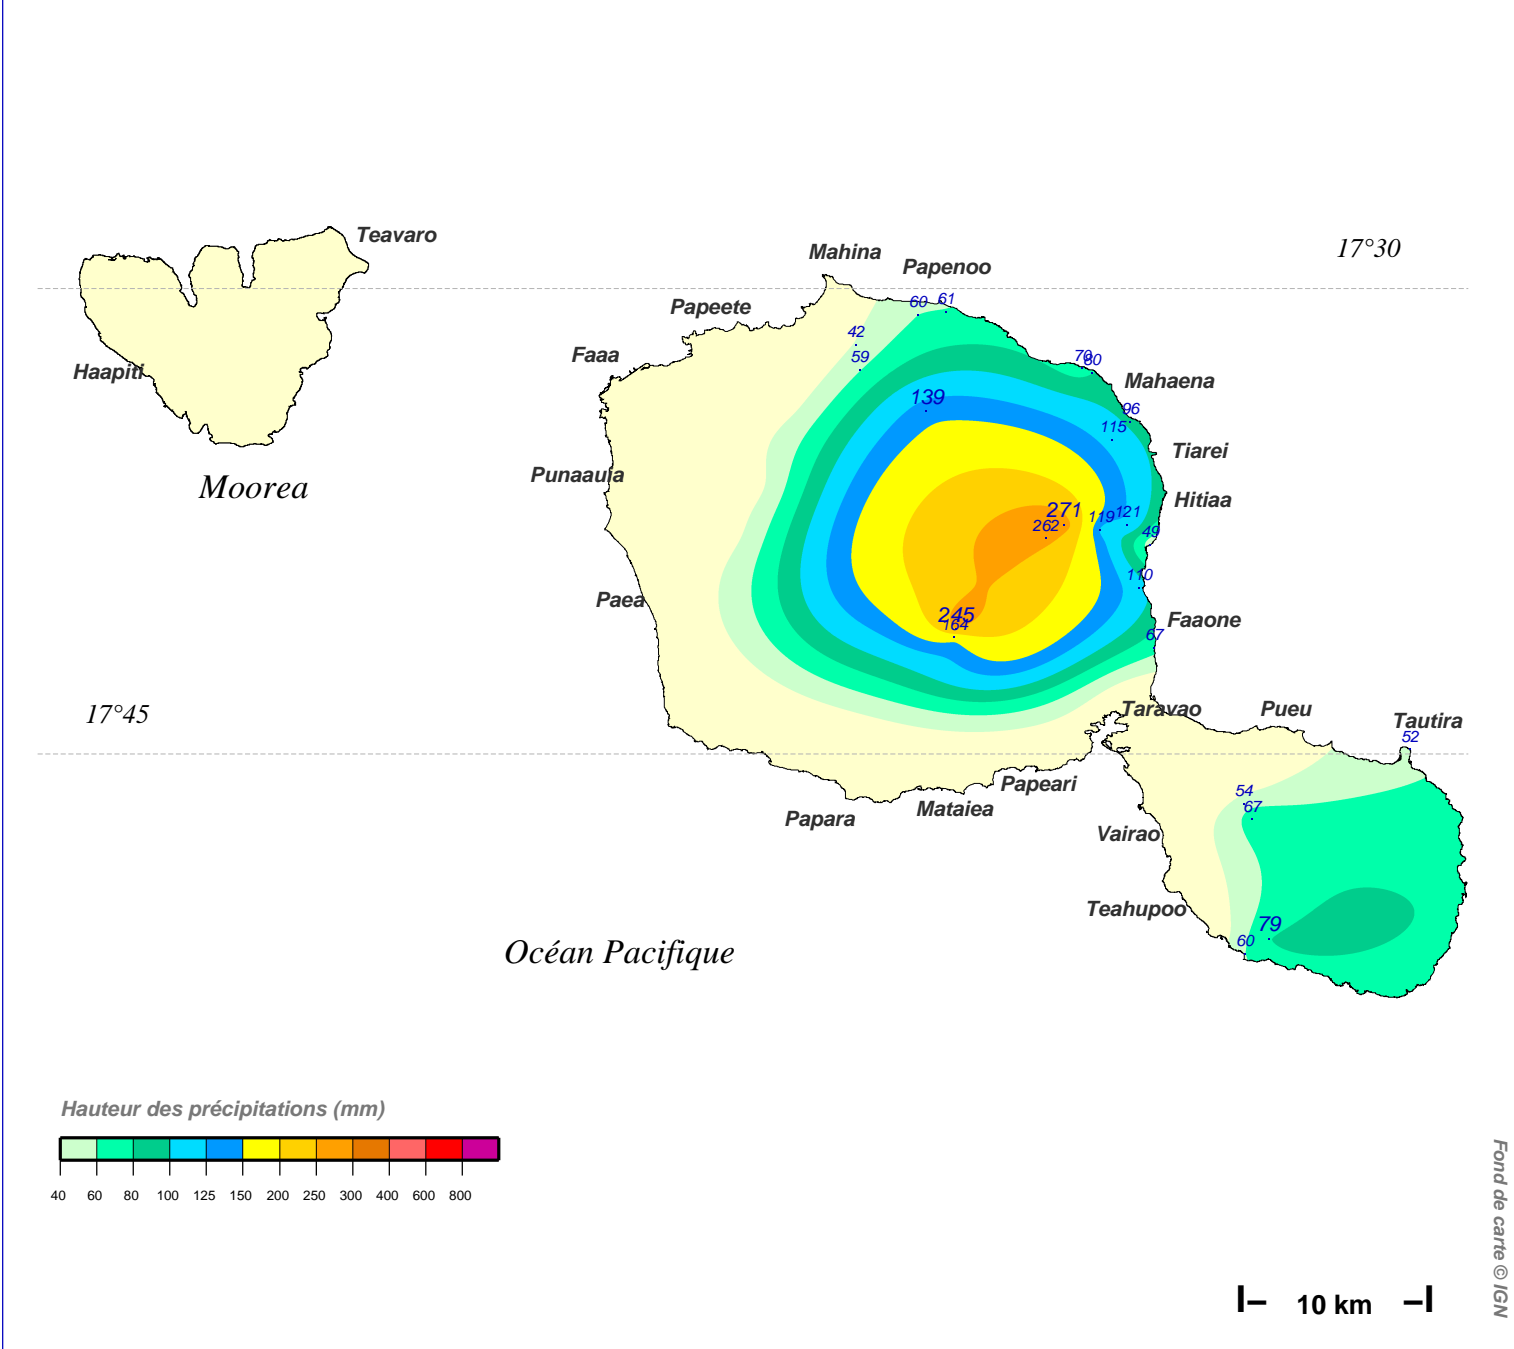 Teavaro
Mahina
17°30
Papenoo
60
61
Papeete
42
Faaa
59
70
80
Haapiti
Mahaena
139
96
115
Tiarei
Punaauia
Moorea
Hitiaa
271
119
121
262
49
110
Paea
245
164
Faaone
67
17°45
Taravao
Pueu
Tautira
52
Papeari
54
67
Papara
Mataiea
Vairao
Teahupoo
79
60
Océan Pacifique
Hauteur des précipitations (mm)
40 60 80 100 125 150 200 250 300 400 600 800
Fond de carte © IGN
10 km